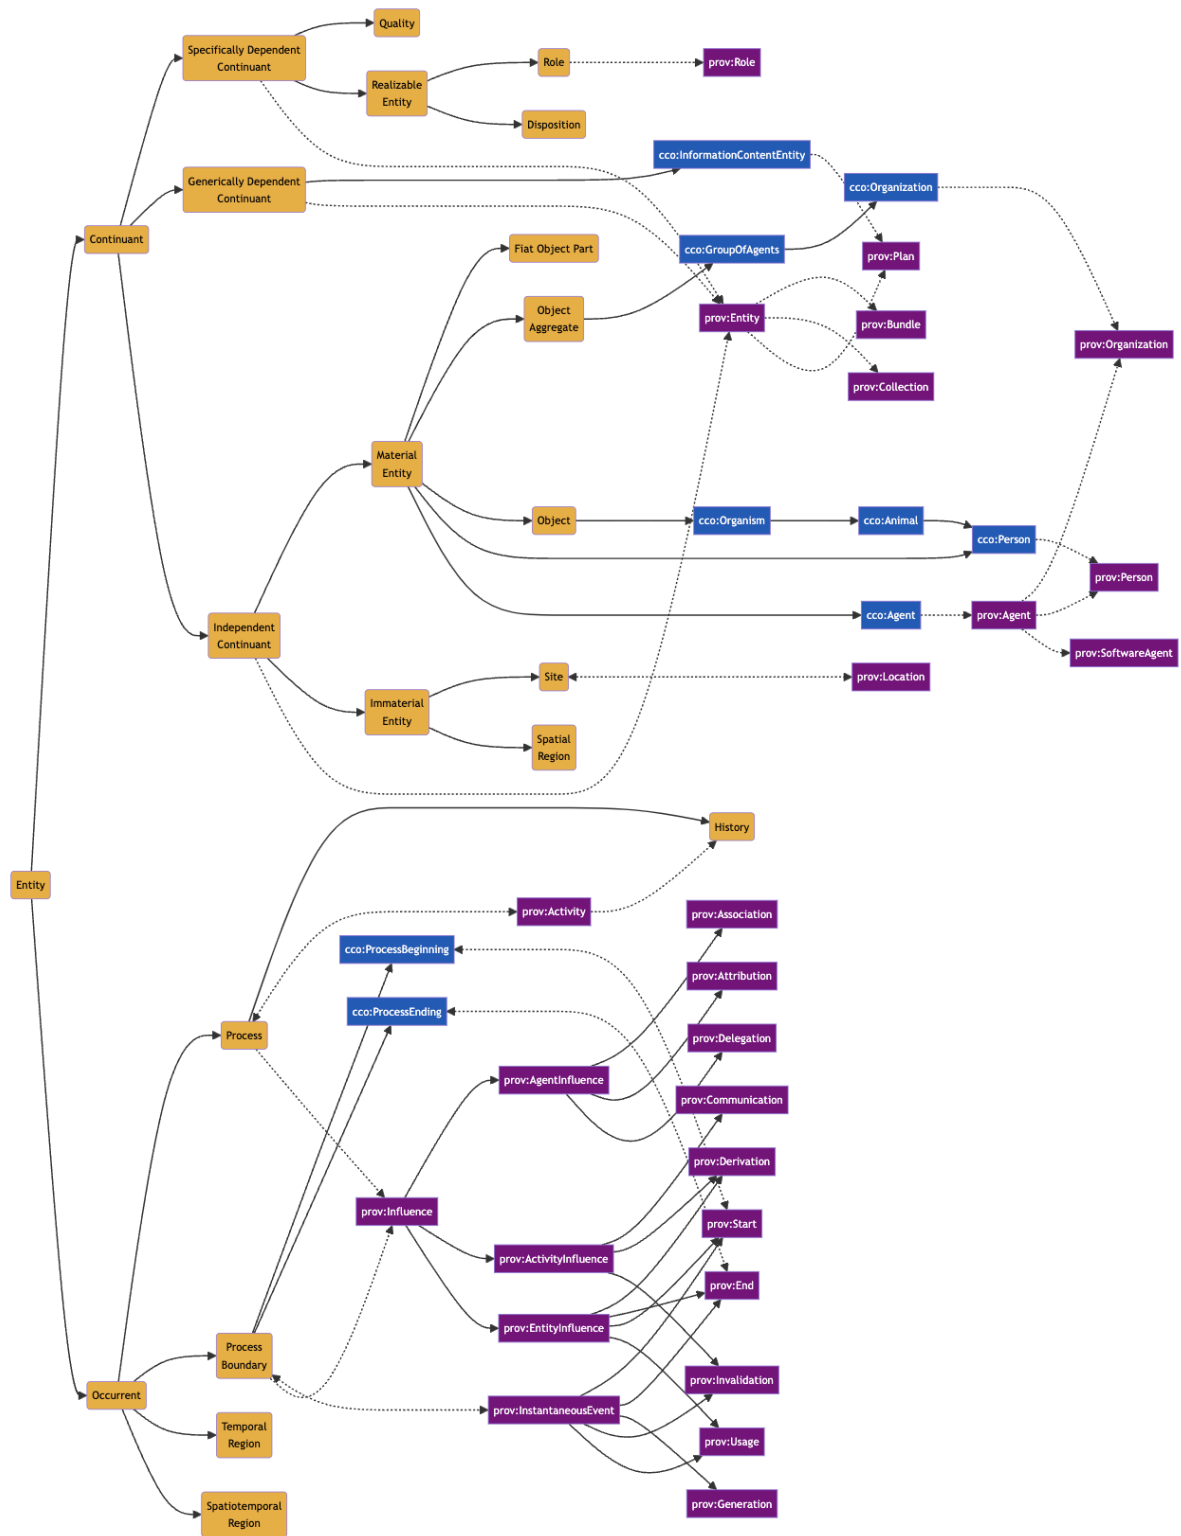 Quality
Specifically Dependent
Continuant
Role
prov:Role
Realizable
Entity
Disposition
cco:InformationContentEntity
Generically Dependent
Continuant
cco:Organization
Continuant
Fiat Object Part
cco:GroupOfAgents
prov:Plan
Object
Aggregate
prov:Entity
prov:Bundle
prov:Organization
prov:Collection
Material
Entity
Object
cco:Organism
cco:Animal
cco:Person
prov:Person
Independent
Continuant
cco:Agent
prov:Agent
prov:SoftwareAgent
Site
prov:Location
Immaterial
Entity
Spatial
Region
History
Entity
prov:Activity
prov:Association
cco:ProcessBeginning
prov:Attribution
cco:ProcessEnding
Process
prov:Delegation
prov:AgentInfluence
prov:Communication
prov:Derivation
prov:Influence
prov:Start
prov:ActivityInfluence
prov:End
prov:EntityInfluence
Process
Boundary
prov:Invalidation
Occurrent
prov:InstantaneousEvent
Temporal
Region
prov:Usage
prov:Generation
Spatiotemporal
Region